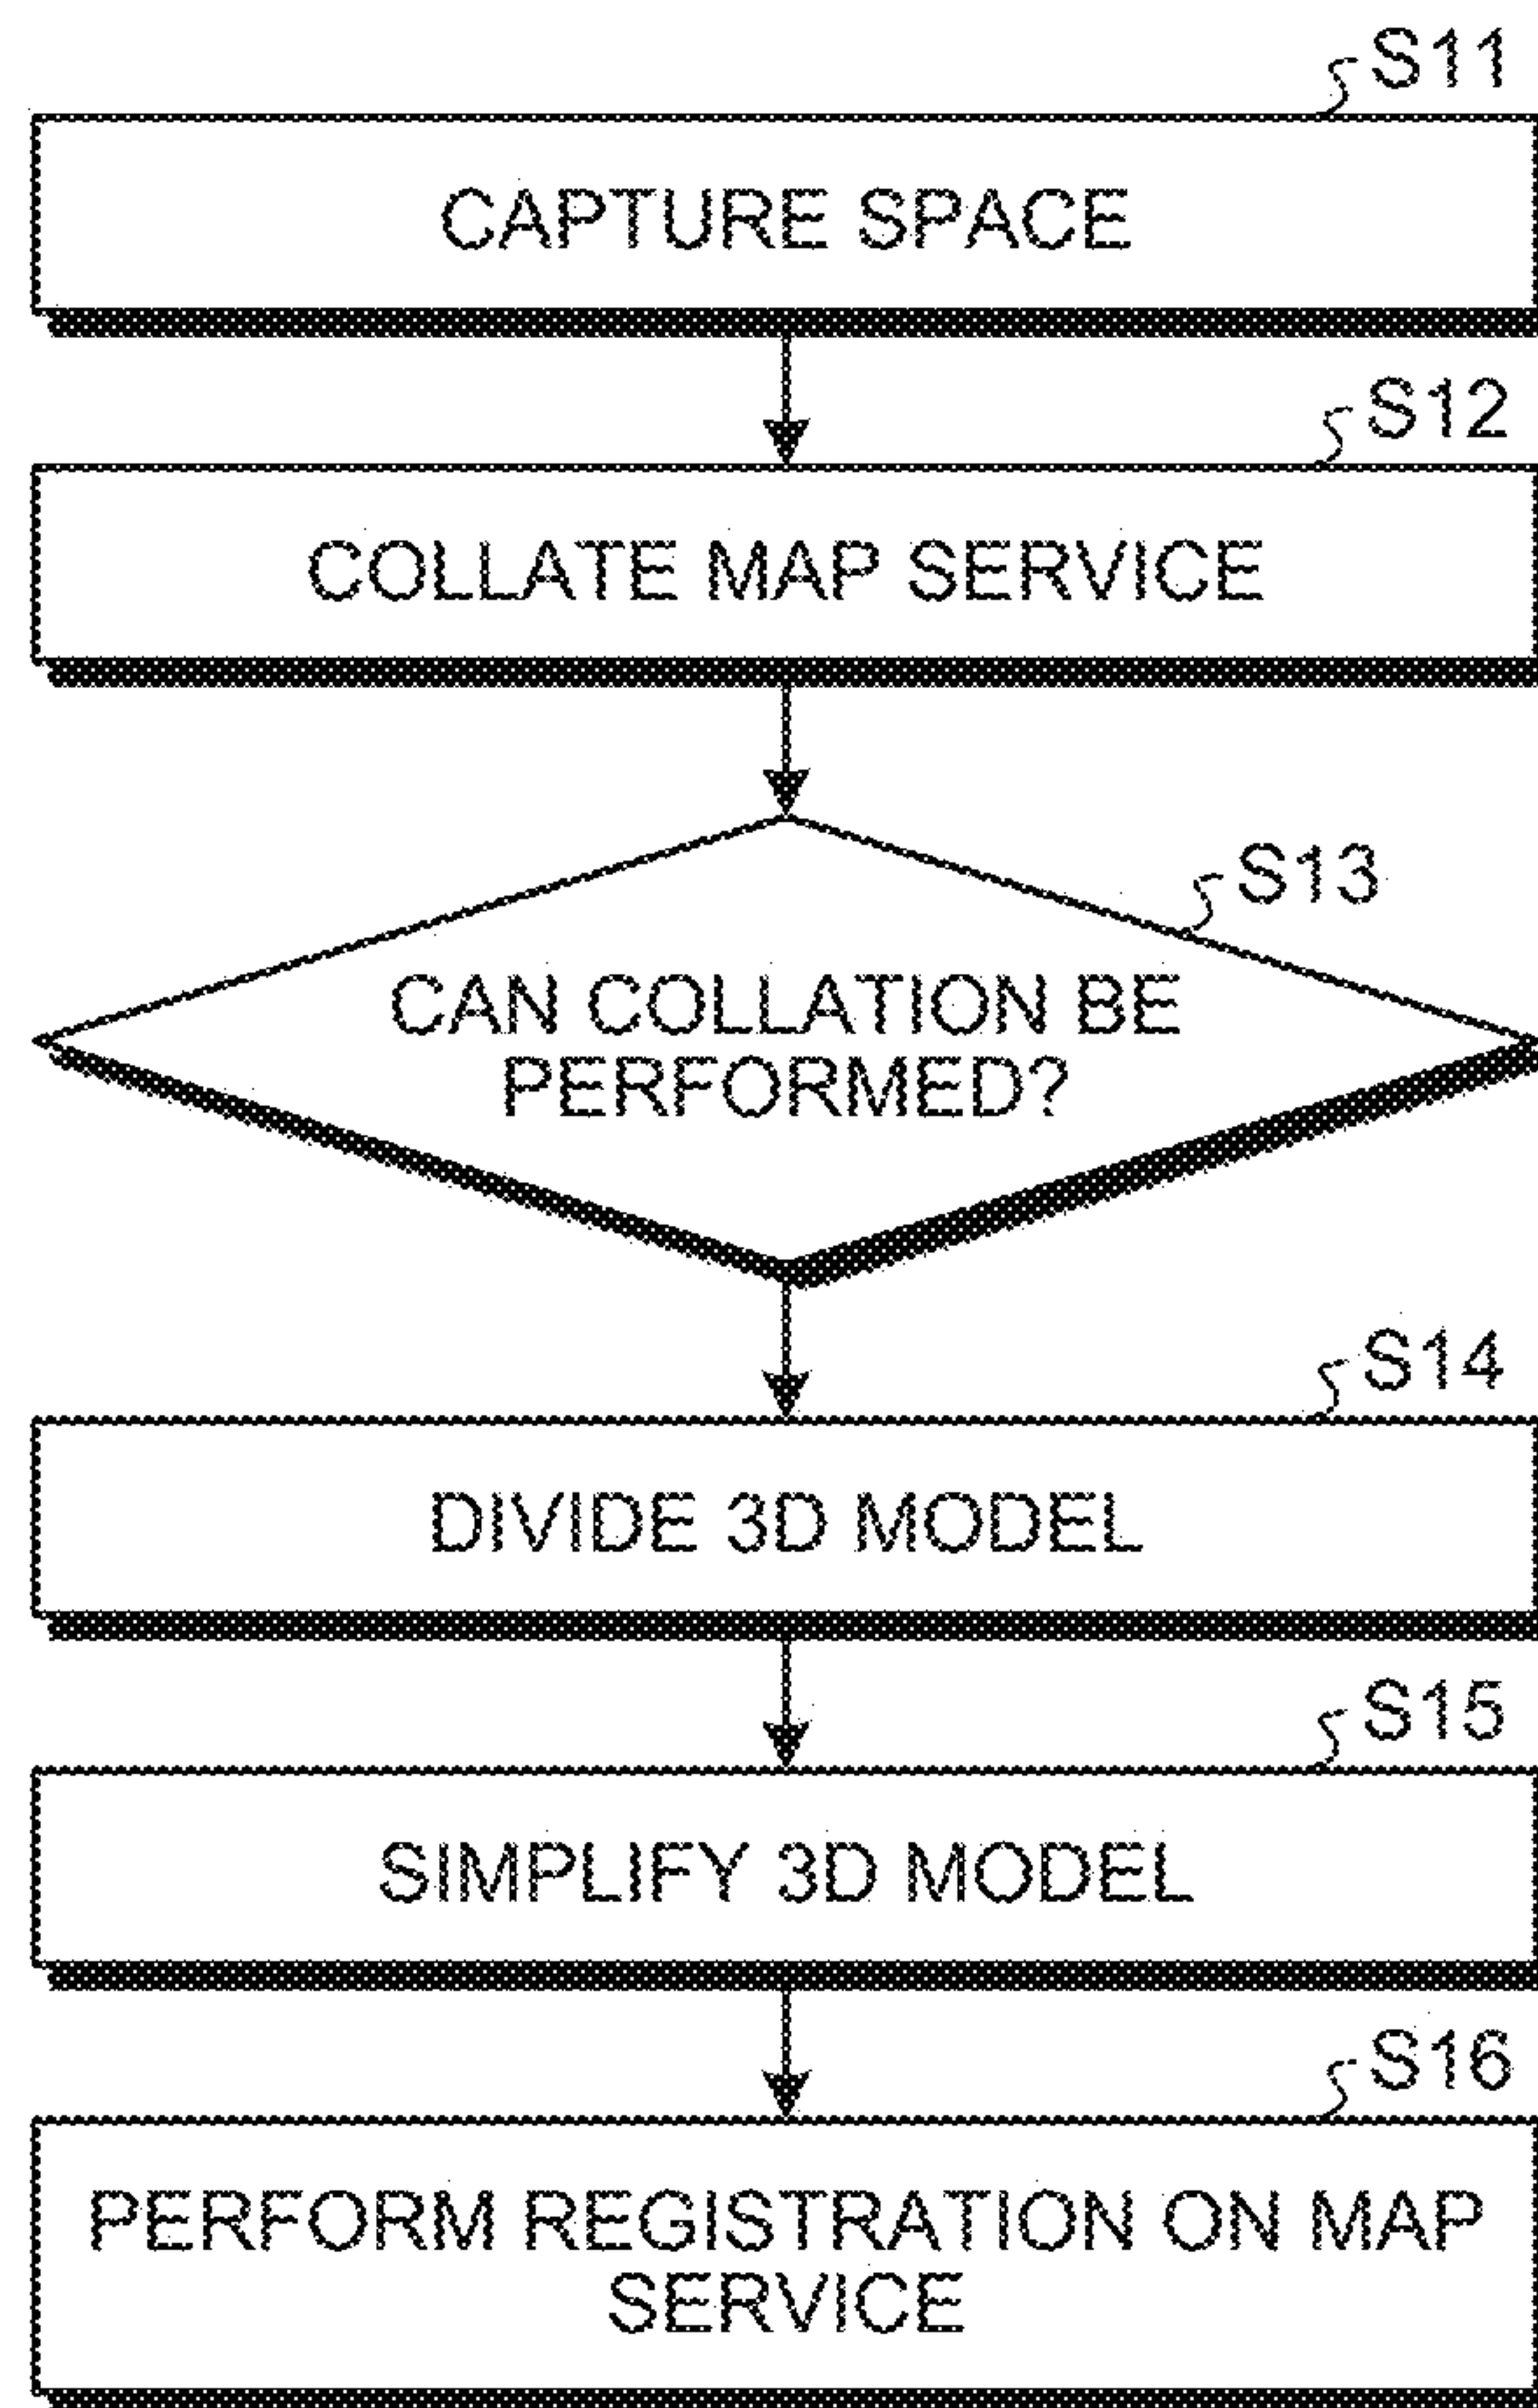 S11
CAPTURE SPACE
S12
COLLATE MAP SERVICE
S13
CAN COLLATION BE
PERFORMED?
S14
DIVIDE 3D MODEL
S15
SIMPLIFY 3D MODEL
S16
PERFORM REGISTRATION ON MAP
SERVICE